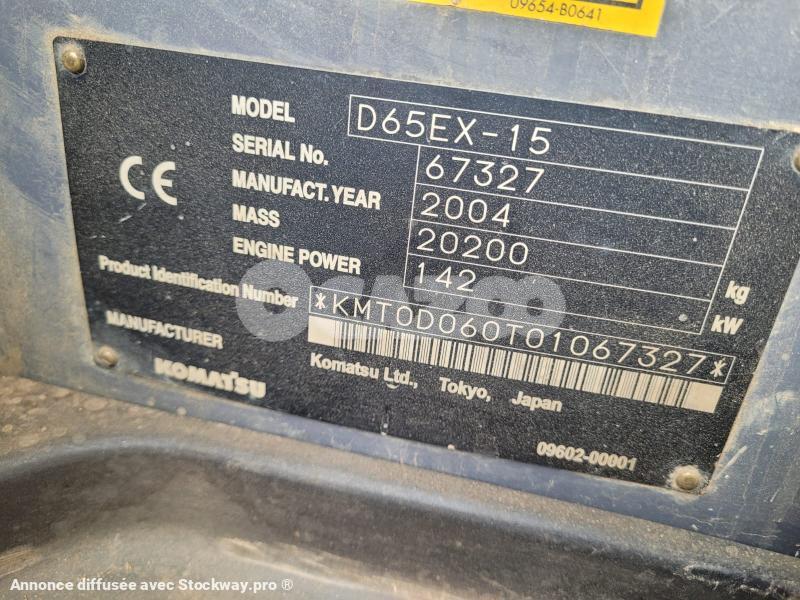 09654-B0641
MODEL D65EX-15
SERIAL No. 67327
MANUFACT. YEAR 2004
MASS 20200 kg
ENGINE POWER 142 kW
Product Identification Number *KMT0D060T01067327*
MANUFACTURER Komatsu Ltd., Tokyo, Japan
KOMATSU
09602-00001
CE
Annonce diffusée avec Stockway.pro ®